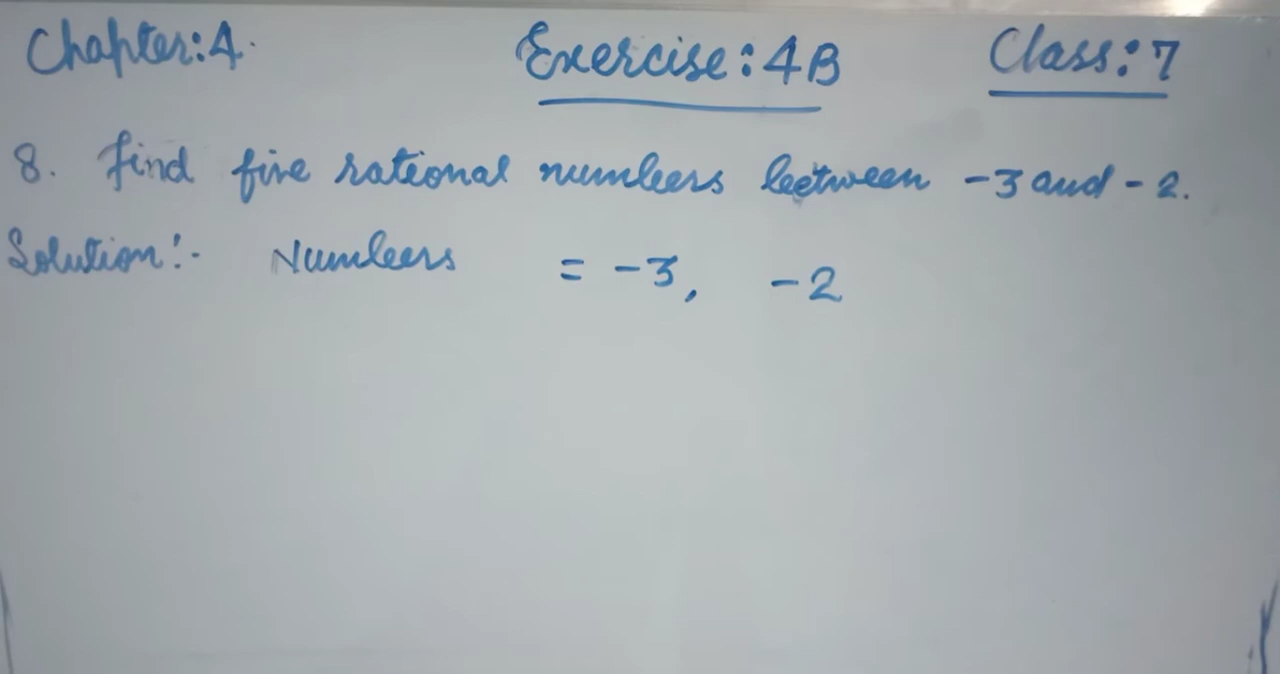 Chapter:4. Exercise:4B Class:7
8. find five rational numbers between -3 and -2.
Solution:- Numbers = -3, -2